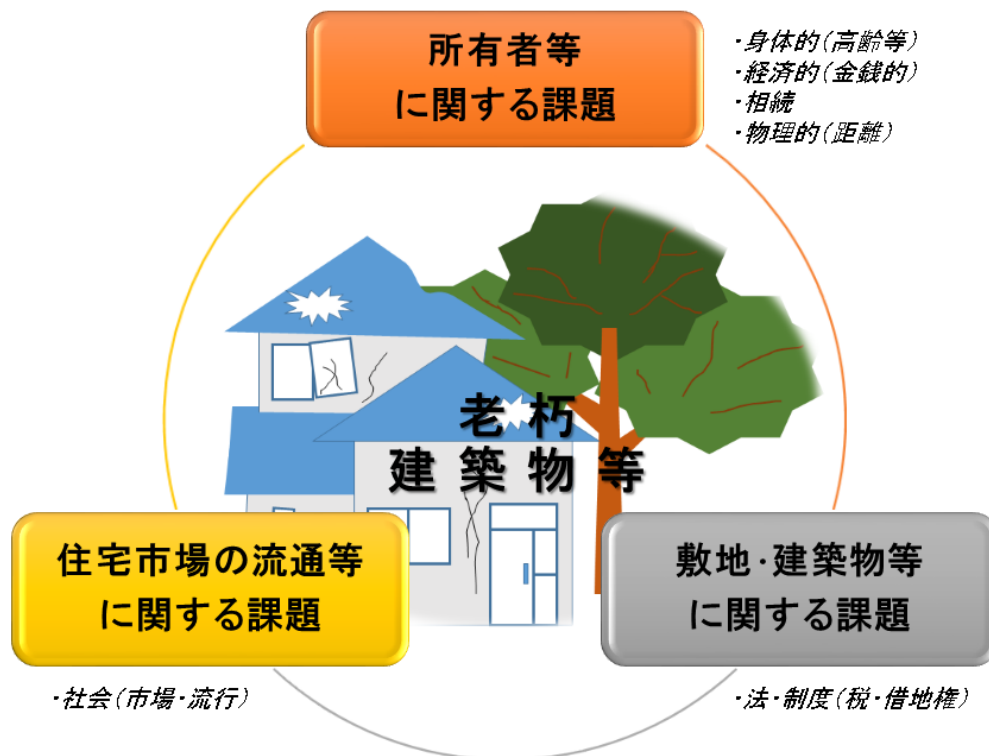 所有者等
に関する課題
・身体的(高齢等)
・経済的(金銭的)
・相続
・物理的(距離)
老朽
建築物等
住宅市場の流通等
に関する課題
・社会(市場・流行)
敷地・建築物等
に関する課題
・法・制度(税・借地権)